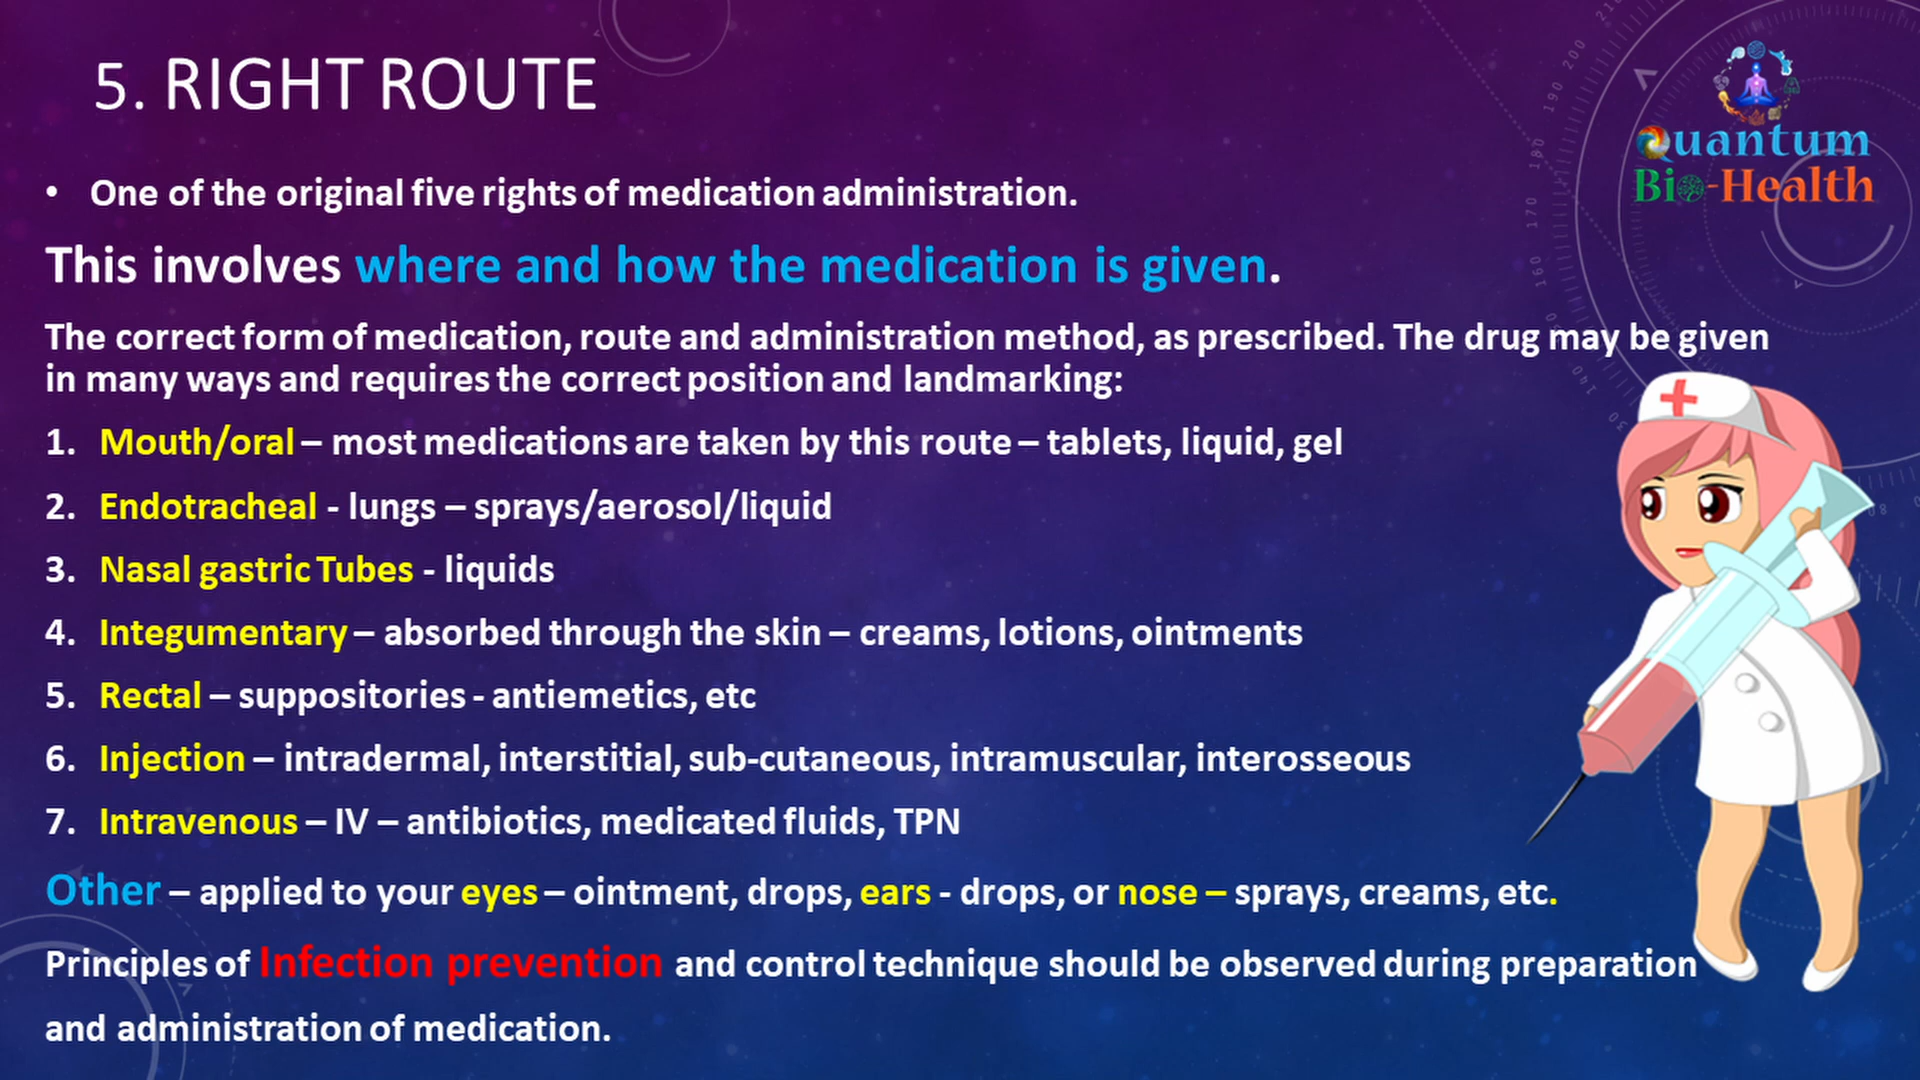 5. RIGHT ROUTE
Quantum
Bio-Health
• One of the original five rights of medication administration.
This involves where and how the medication is given.
The correct form of medication, route and administration method, as prescribed. The drug may be given
in many ways and requires the correct position and landmarking:
1. Mouth/oral – most medications are taken by this route – tablets, liquid, gel
2. Endotracheal - lungs – sprays/aerosol/liquid
3. Nasal gastric Tubes - liquids
4. Integumentary – absorbed through the skin – creams, lotions, ointments
5. Rectal – suppositories - antiemetics, etc
6. Injection – intradermal, interstitial, sub-cutaneous, intramuscular, interosseous
7. Intravenous – IV – antibiotics, medicated fluids, TPN
Other – applied to your eyes – ointment, drops, ears - drops, or nose – sprays, creams, etc.
Principles of Infection prevention and control technique should be observed during preparation
and administration of medication.
210
200
190
180
170
160
140